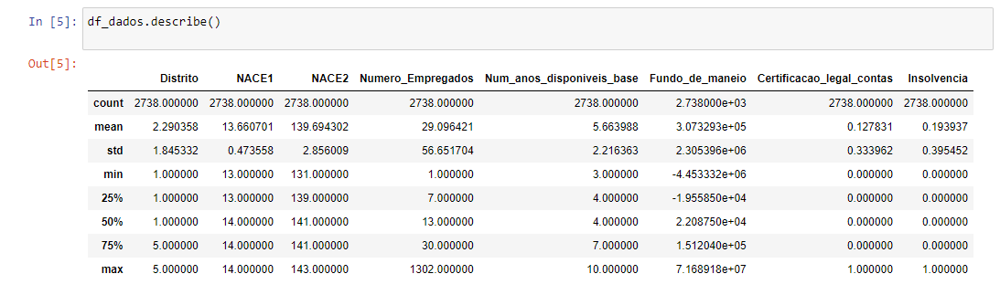 In [5]: df_dados.describe()
Out[5]:
Distrito NACE1 NACE2 Numero_Empregados Num_anos_disponiveis_base Fundo_de_maneio Certificacao_legal_contas Insolvencia
count 2738.000000 2738.000000 2738.000000 2738.000000 2738.000000 2.738000e+03 2738.000000 2738.000000
mean 2.290358 13.660701 139.694302 29.096421 5.663988 3.073293e+05 0.127831 0.193937
std 1.845332 0.473558 2.856009 56.651704 2.216363 2.305396e+06 0.333962 0.395452
min 1.000000 13.000000 131.000000 1.000000 3.000000 -4.453332e+06 0.000000 0.000000
25% 1.000000 13.000000 139.000000 7.000000 4.000000 -1.955850e+04 0.000000 0.000000
50% 1.000000 14.000000 141.000000 13.000000 4.000000 2.208750e+04 0.000000 0.000000
75% 5.000000 14.000000 141.000000 30.000000 7.000000 1.512040e+05 0.000000 0.000000
max 5.000000 14.000000 143.000000 1302.000000 10.000000 7.168918e+07 1.000000 1.000000